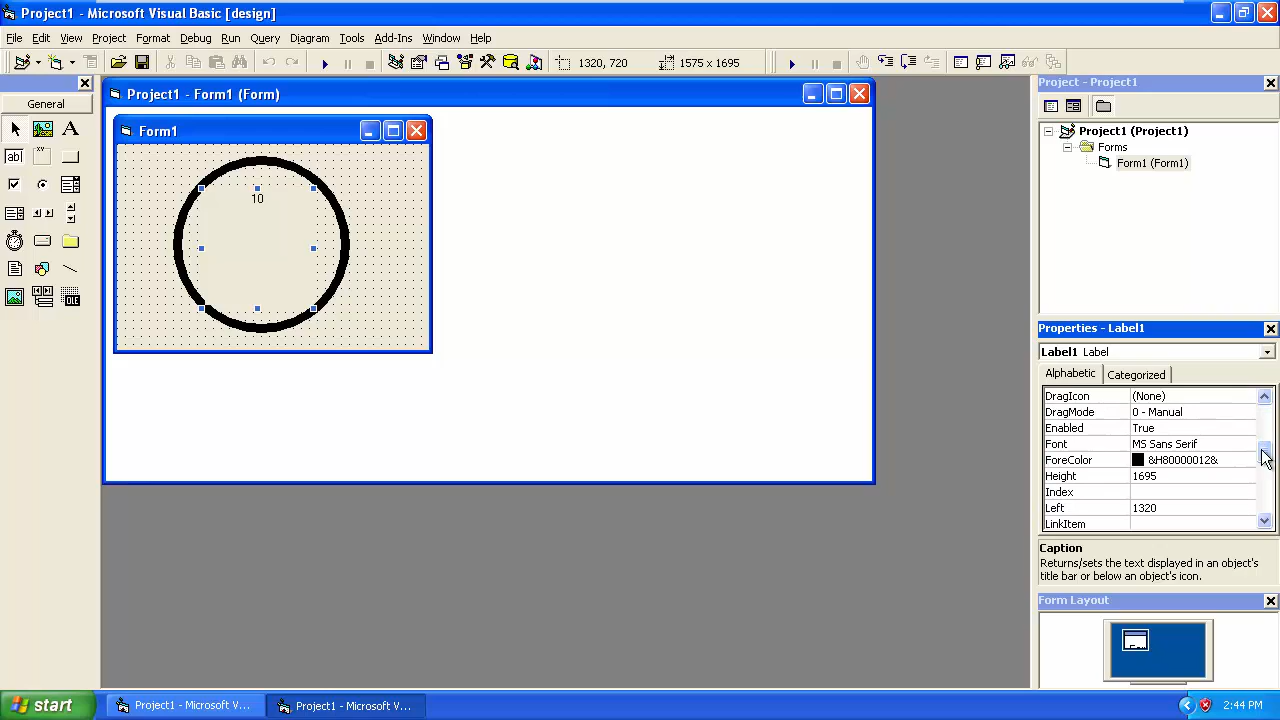 Project1 - Microsoft Visual Basic [design]
File Edit View Project Format Debug Run Query Diagram Tools Add-Ins Window Help
1320, 720
1575 x 1695
General
Project1 - Form1 (Form)
Form1
10
Project - Project1
Project1 (Project1)
Forms
Form1 (Form1)
Properties - Label1
Label1 Label
Alphabetic Categorized
DragIcon (None)
DragMode 0 - Manual
Enabled True
Font MS Sans Serif
ForeColor &H80000012&
Height 1695
Index
Left 1320
LinkItem
Caption
Returns/sets the text displayed in an object's
title bar or below an object's icon.
Form Layout
start
Project1 - Microsoft V...
Project1 - Microsoft V...
2:44 PM